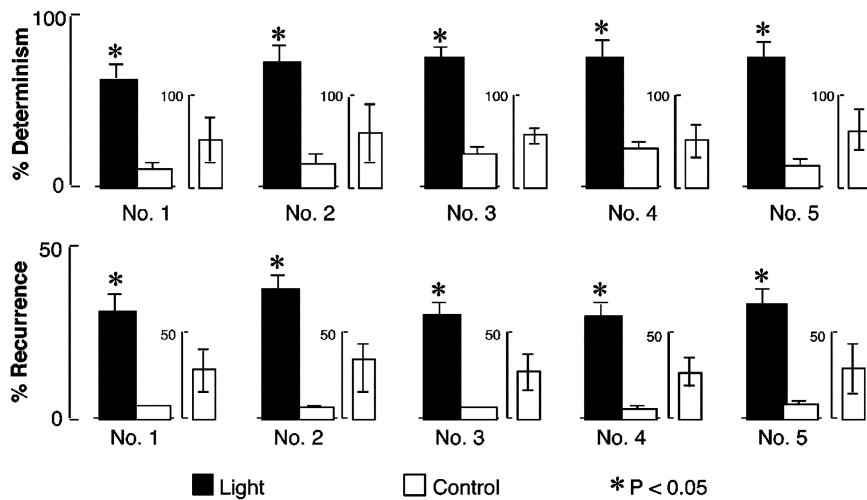 100
% Determinism
* * * * *
100 100 100 100 100
0
No. 1 No. 2 No. 3 No. 4 No. 5
50
% Recurrence
* * * * *
50 50 50 50 50
0
No. 1 No. 2 No. 3 No. 4 No. 5
Light Control * P < 0.05